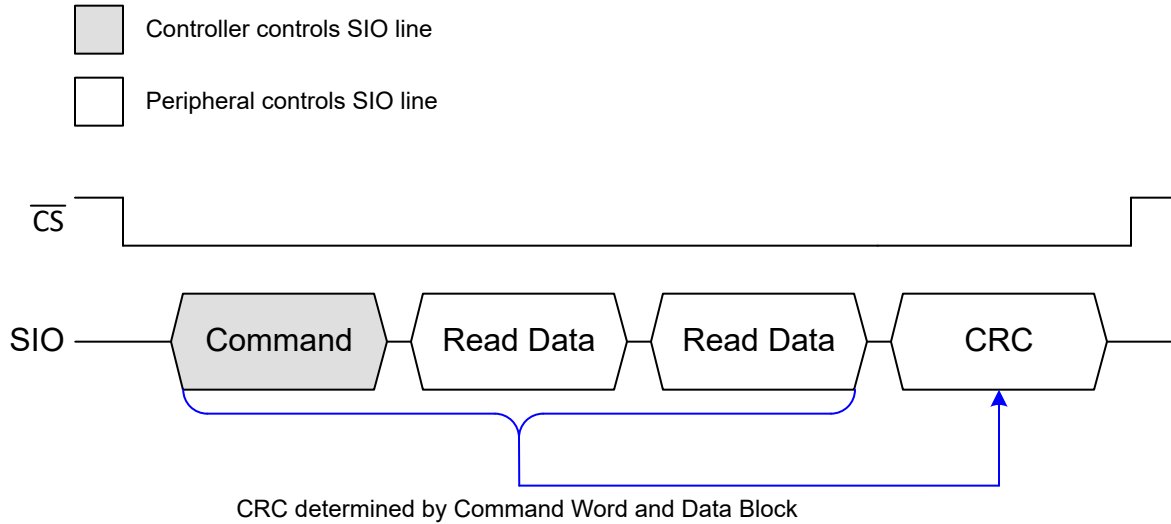 Controller controls SIO line
Peripheral controls SIO line
CS
SIO Command Read Data Read Data CRC
CRC determined by Command Word and Data Block